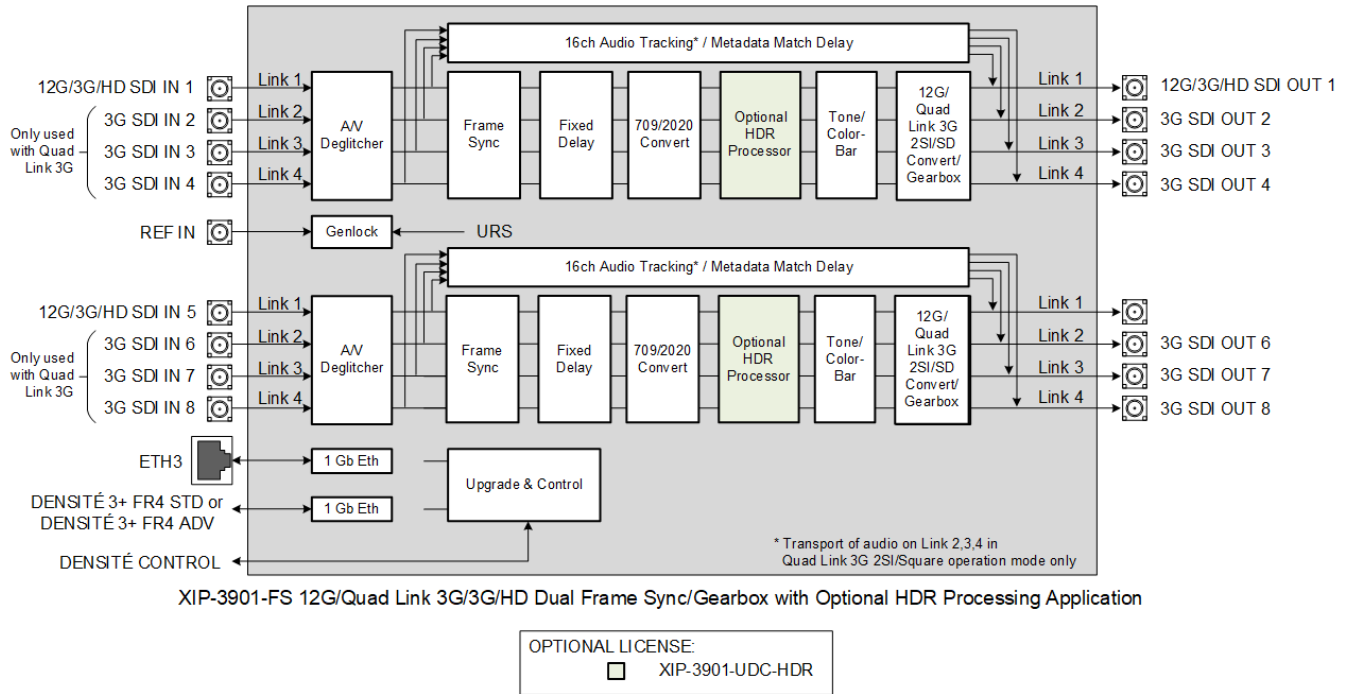 16ch Audio Tracking* / Metadata Match Delay
12G/3G/HD SDI IN 1
3G SDI IN 2
3G SDI IN 3
3G SDI IN 4
Only used
with Quad
Link 3G
Link 1
Link 2
Link 3
Link 4
A/V
Deglitcher
Frame
Sync
Fixed
Delay
709/2020
Convert
Optional
HDR
Processor
Tone/
Color-
Bar
12G/
Quad
Link 3G
2SI/SD
Convert/
Gearbox
Link 1
Link 2
Link 3
Link 4
12G/3G/HD SDI OUT 1
3G SDI OUT 2
3G SDI OUT 3
3G SDI OUT 4
REF IN
Genlock
URS
16ch Audio Tracking* / Metadata Match Delay
12G/3G/HD SDI IN 5
3G SDI IN 6
3G SDI IN 7
3G SDI IN 8
Only used
with Quad
Link 3G
Link 1
Link 2
Link 3
Link 4
A/V
Deglitcher
Frame
Sync
Fixed
Delay
709/2020
Convert
Optional
HDR
Processor
Tone/
Color-
Bar
12G/
Quad
Link 3G
2SI/SD
Convert/
Gearbox
Link 1
Link 2
Link 3
Link 4
3G SDI OUT 6
3G SDI OUT 7
3G SDI OUT 8
ETH3
1 Gb Eth
DENSITÉ 3+ FR4 STD or
DENSITÉ 3+ FR4 ADV
1 Gb Eth
Upgrade & Control
DENSITÉ CONTROL
* Transport of audio on Link 2,3,4 in
Quad Link 3G 2SI/Square operation mode only
XIP-3901-FS 12G/Quad Link 3G/3G/HD Dual Frame Sync/Gearbox with Optional HDR Processing Application
OPTIONAL LICENSE:
XIP-3901-UDC-HDR